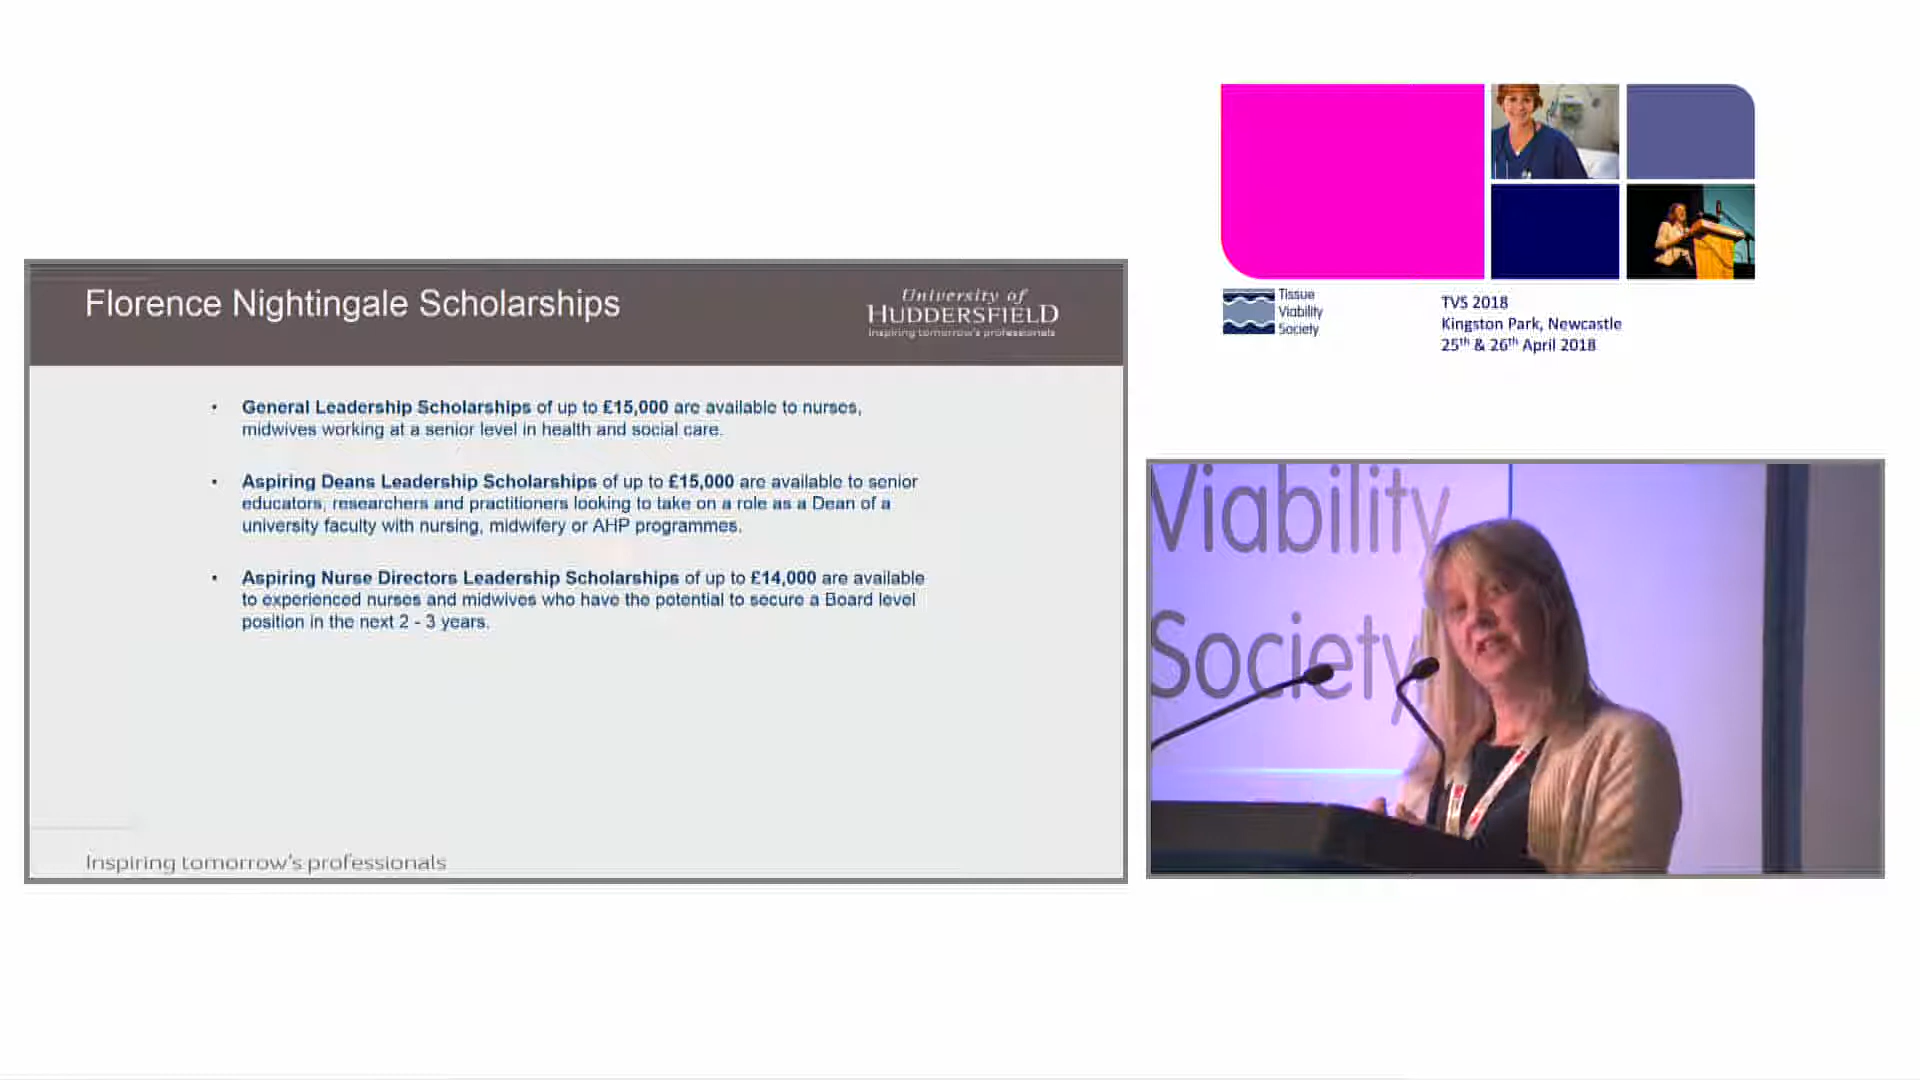 Florence Nightingale Scholarships
University of
HUDDERSFIELD
Inspiring tomorrow's professionals
• General Leadership Scholarships of up to £15,000 are available to nurses,
midwives working at a senior level in health and social care.
• Aspiring Deans Leadership Scholarships of up to £15,000 are available to senior
educators, researchers and practitioners looking to take on a role as a Dean of a
university faculty with nursing, midwifery or AHP programmes.
• Aspiring Nurse Directors Leadership Scholarships of up to £14,000 are available
to experienced nurses and midwives who have the potential to secure a Board level
position in the next 2 - 3 years.
Inspiring tomorrow's professionals
Tissue
Viability
Society
TVS 2018
Kingston Park, Newcastle
25th & 26th April 2018
Viability
Society